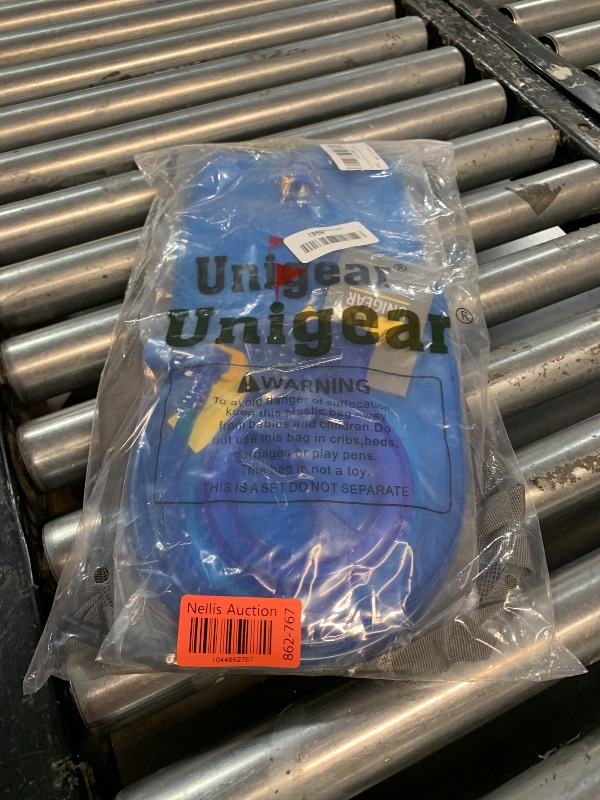 Unigear®
UNIGEAR
Unigear®
WARNING
To avoid danger of suffocation,
keep this plastic bag away
from babies and children. Do
not use this bag in cribs, beds,
carriages or play pens.
This bag is not a toy.
THIS IS A SET DO NOT SEPARATE
Nellis Auction
862-767
1044862767